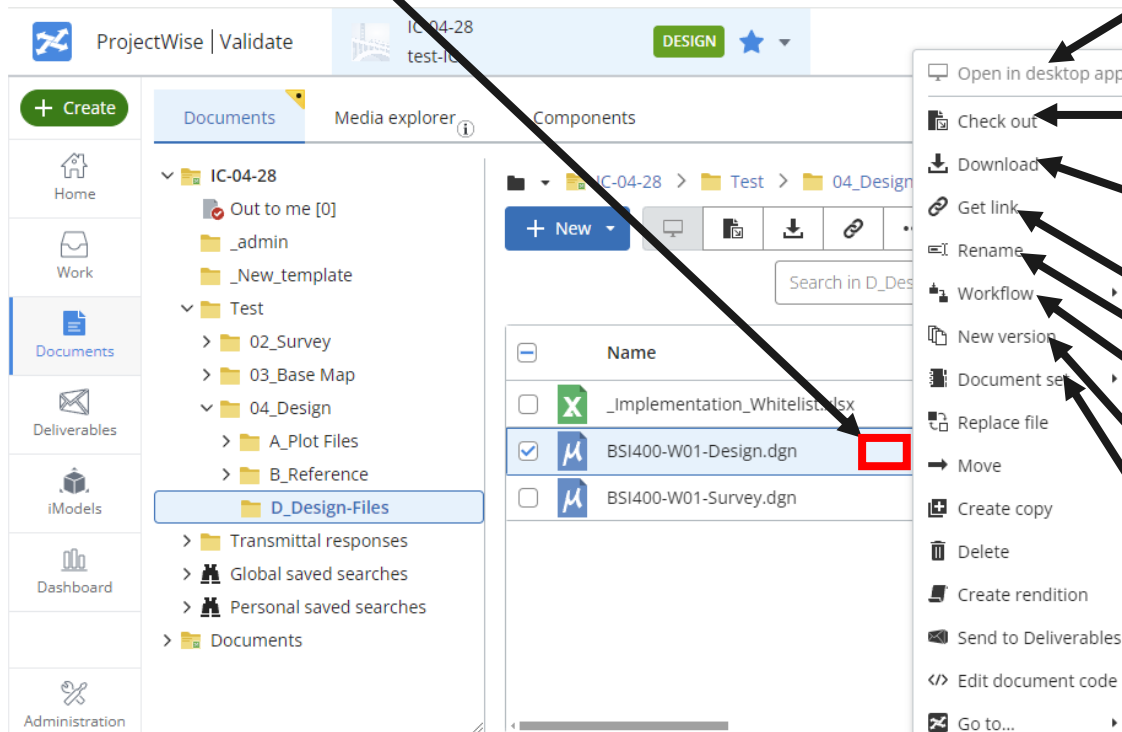 ProjectWise | Validate
IC-04-28
DESIGN
Create
Documents
Media explorer
Components
Home
Work
Documents
Deliverables
iModels
Dashboard
Administration
IC-04-28
Out to me [0]
_admin
_New_template
Test
02_Survey
03_Base Map
04_Design
A_Plot Files
B_Reference
D_Design-Files
Transmittal responses
Global saved searches
Personal saved searches
Documents
IC-04-28 > Test > 04_Design
+ New
Search in D_Des
Name
_Implementation_Whitelist.xlsx
BSI400-W01-Design.dgn
BSI400-W01-Survey.dgn
Open in desktop app
Check out
Download
Get link
Rename
Workflow
New version
Document set
Replace file
Move
Create copy
Delete
Create rendition
Send to Deliverables
Edit document code
Go to...